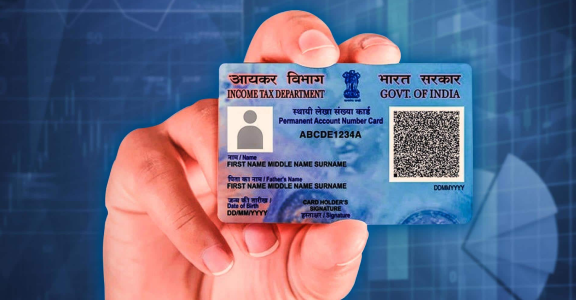 आयकर विभाग
INCOME TAX DEPARTMENT
भारत सरकार
GOVT. OF INDIA
स्थायी लेखा संख्या कार्ड
Permanent Account Number Card
ABCDE1234A
नाम / Name
FIRST NAME MIDDLE NAME SURNAME
पिता का नाम / Father's Name
FIRST NAME MIDDLE NAME SURNAME
जन्म की तारीख /
Date of Birth
DD/MM/YYYY
CARD HOLDER'S
SIGNATURE
हस्ताक्षर / Signature
DDMMYYYY